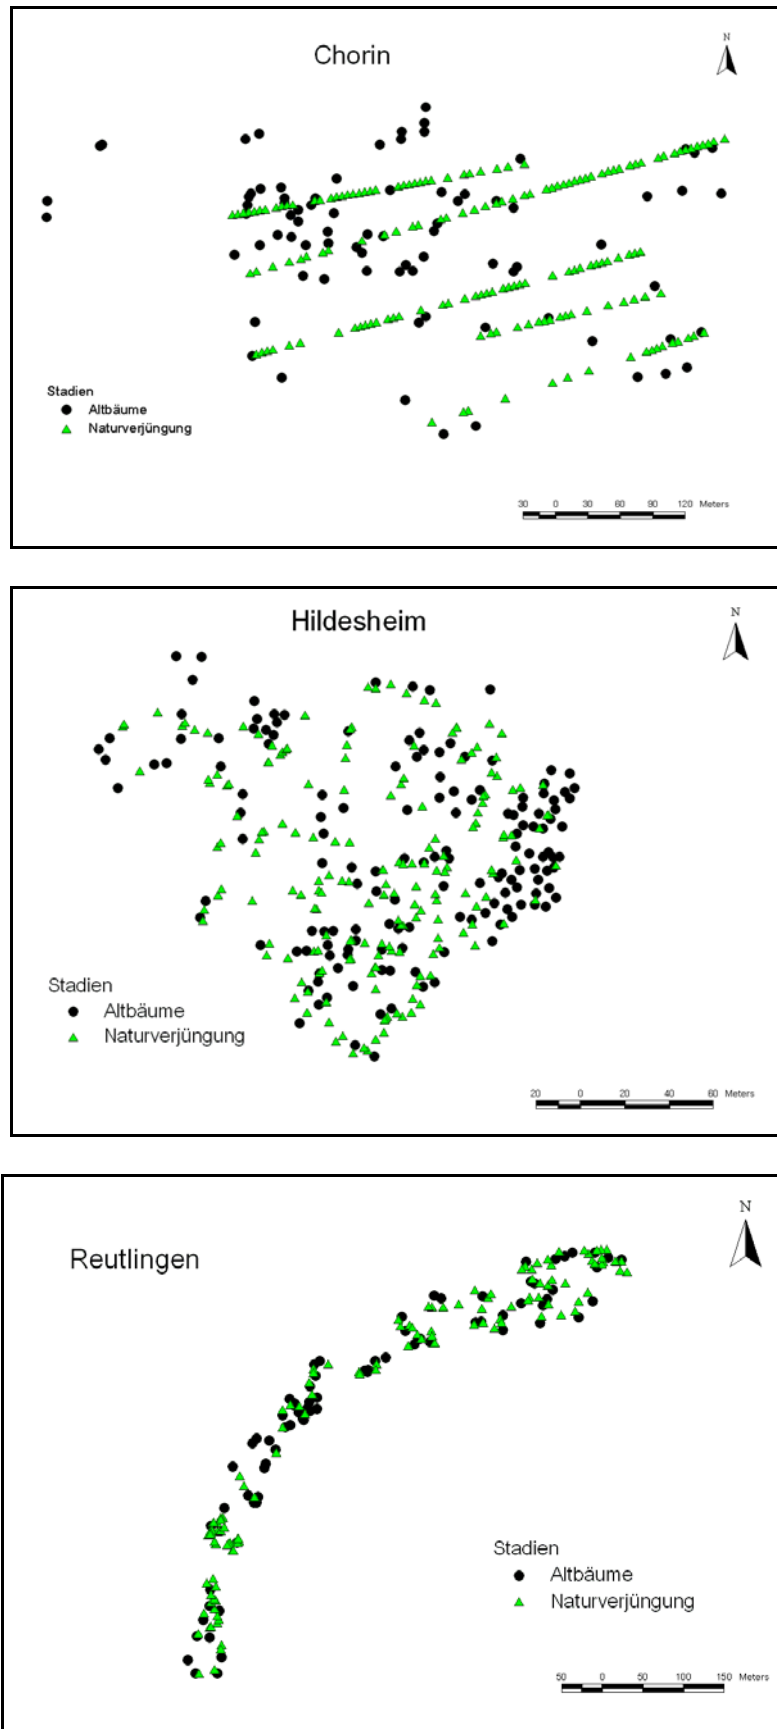 Chorin
N
Stadien
Altbäume
Naturverjüngung
30 0 30 60 90 120 Meters
Hildesheim
N
Stadien
Altbäume
Naturverjüngung
20 0 20 40 60 Meters
Reutlingen
N
Stadien
Altbäume
Naturverjüngung
50 0 50 100 150 Meters